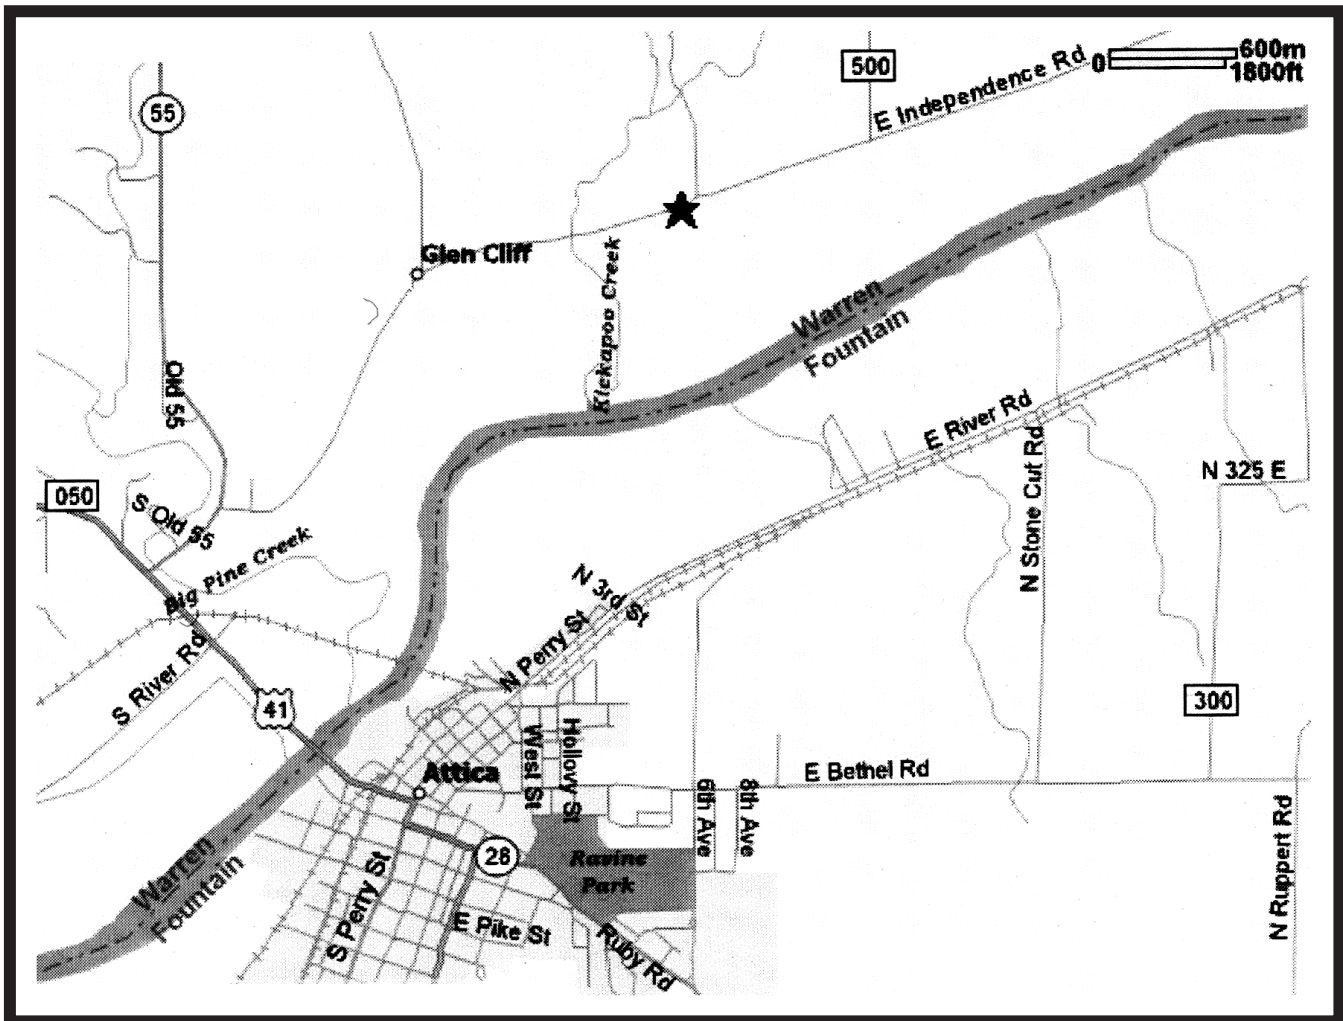 500
E Independence Rd
0
600m
1800ft
55
Glen Cliff
Kickapoo Creek
Warren
Fountain
Old 55
E River Rd
050
S Old 55
Big Pine Creek
N Stone Cut Rd
N 325 E
N 3rd St
N Perry St
S River Rd
41
300
West St
Hollovy St
Attica
E Bethel Rd
6th Ave
8th Ave
N Ruppert Rd
Warren
Fountain
28
Ravine
Park
S Perry St
E Pike St
Ruby Rd